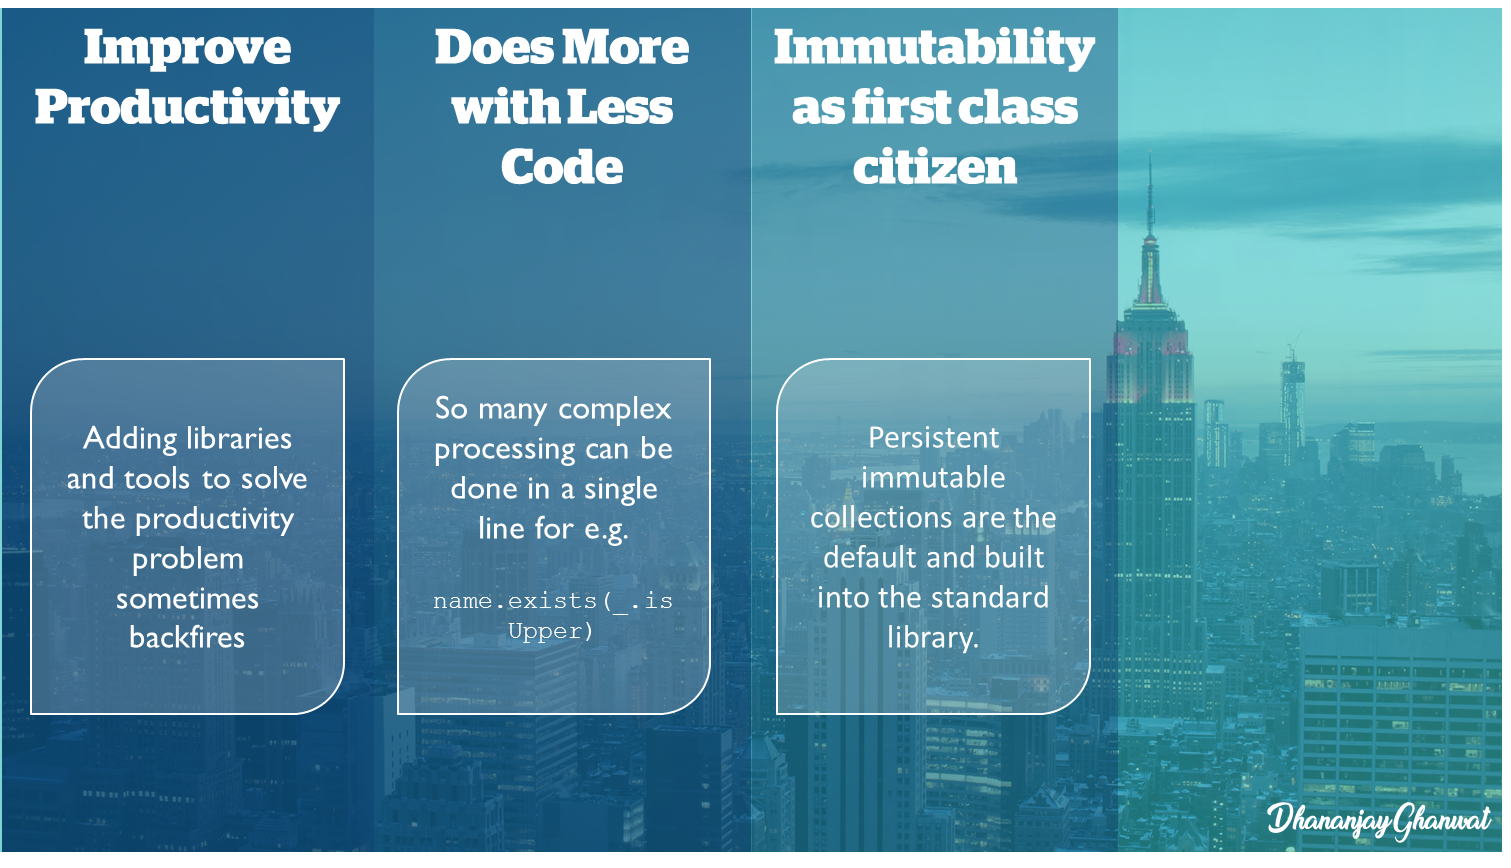 Improve
Productivity
Adding libraries
and tools to solve
the productivity
problem
sometimes
backfires
Does More
with Less
Code
So many complex
processing can be
done in a single
line for e.g.
name.exists(_.is
Upper)
Immutability
as first class
citizen
Persistent
immutable
collections are the
default and built
into the standard
library.
Dhananjay Ghanwat